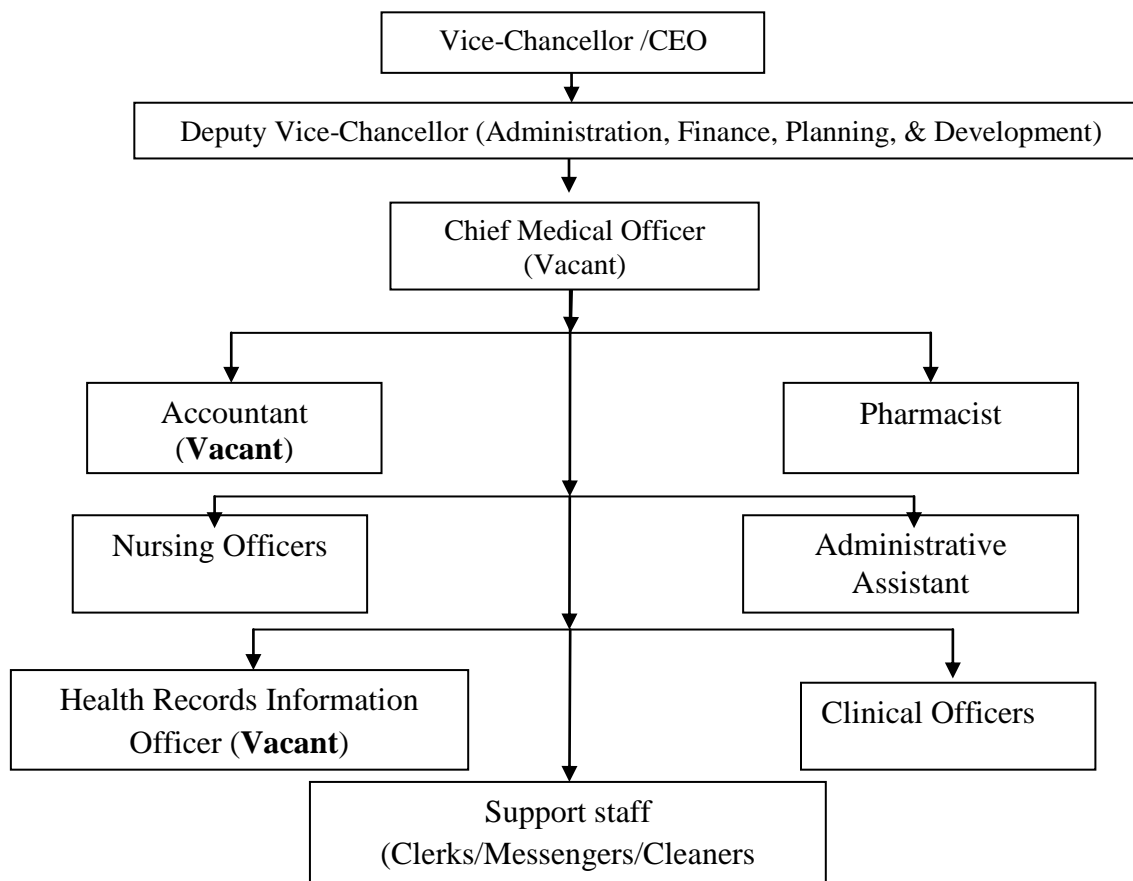 Vice-Chancellor /CEO
Deputy Vice-Chancellor (Administration, Finance, Planning, & Development)
Chief Medical Officer
(Vacant)
Accountant
(Vacant)
Pharmacist
Nursing Officers
Administrative
Assistant
Health Records Information
Officer (Vacant)
Clinical Officers
Support staff
(Clerks/Messengers/Cleaners